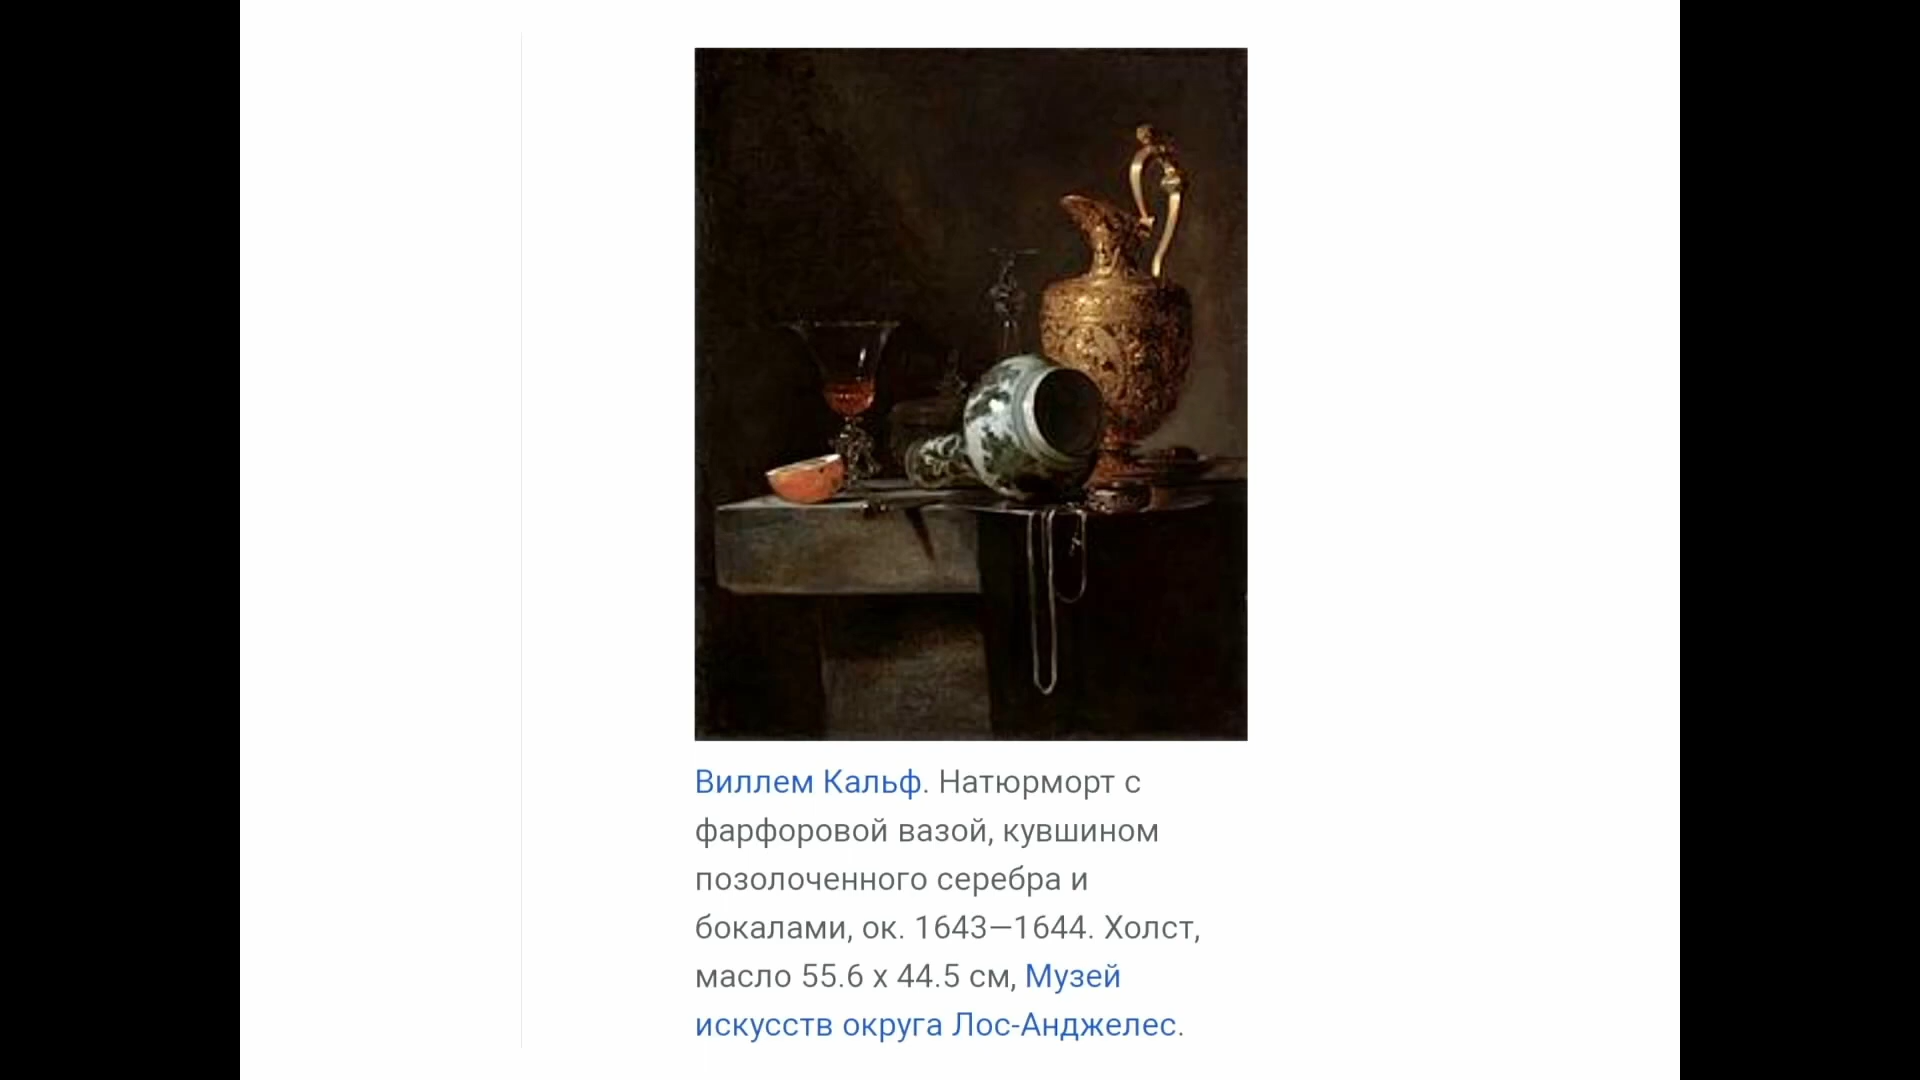 Виллем Кальф. Натюрморт с
фарфоровой вазой, кувшином
позолоченного серебра и
бокалами, ок. 1643—1644. Холст,
масло 55.6 x 44.5 см, Музей
искусств округа Лос-Анджелес.